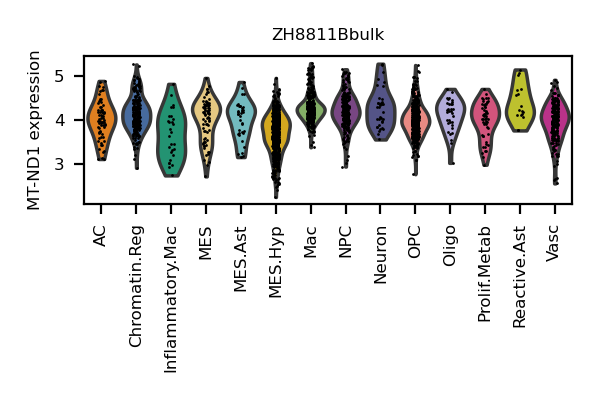 ZH8811Bbulk
MT-ND1 expression
5
4
3
AC
Chromatin.Reg
Inflammatory.Mac
MES
MES.Ast
MES.Hyp
Mac
NPC
Neuron
OPC
Oligo
Prolif.Metab
Reactive.Ast
Vasc